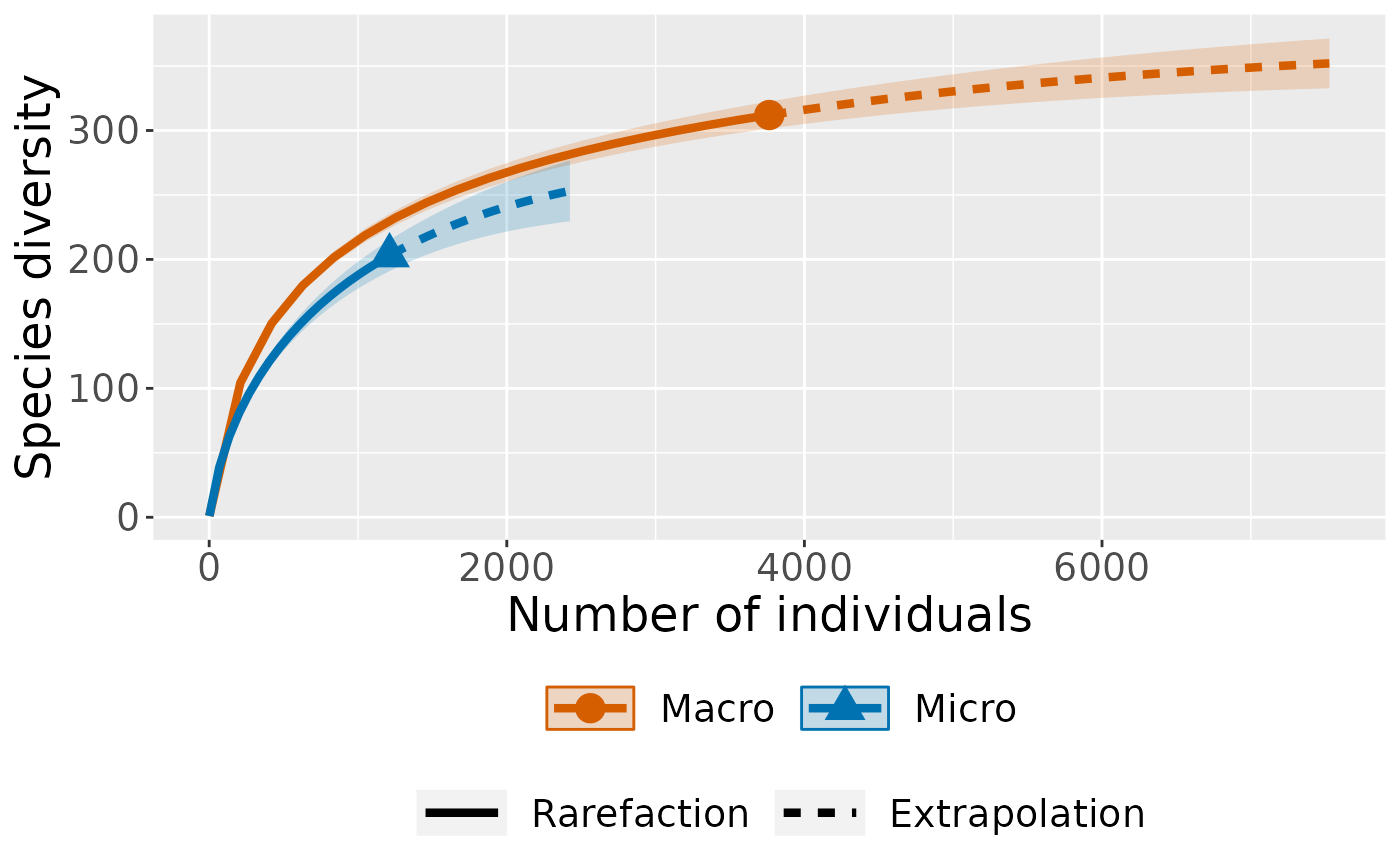 Species diversity
300
200
100
0
0 2000 4000 6000
Number of individuals
Macro Micro
Rarefaction Extrapolation